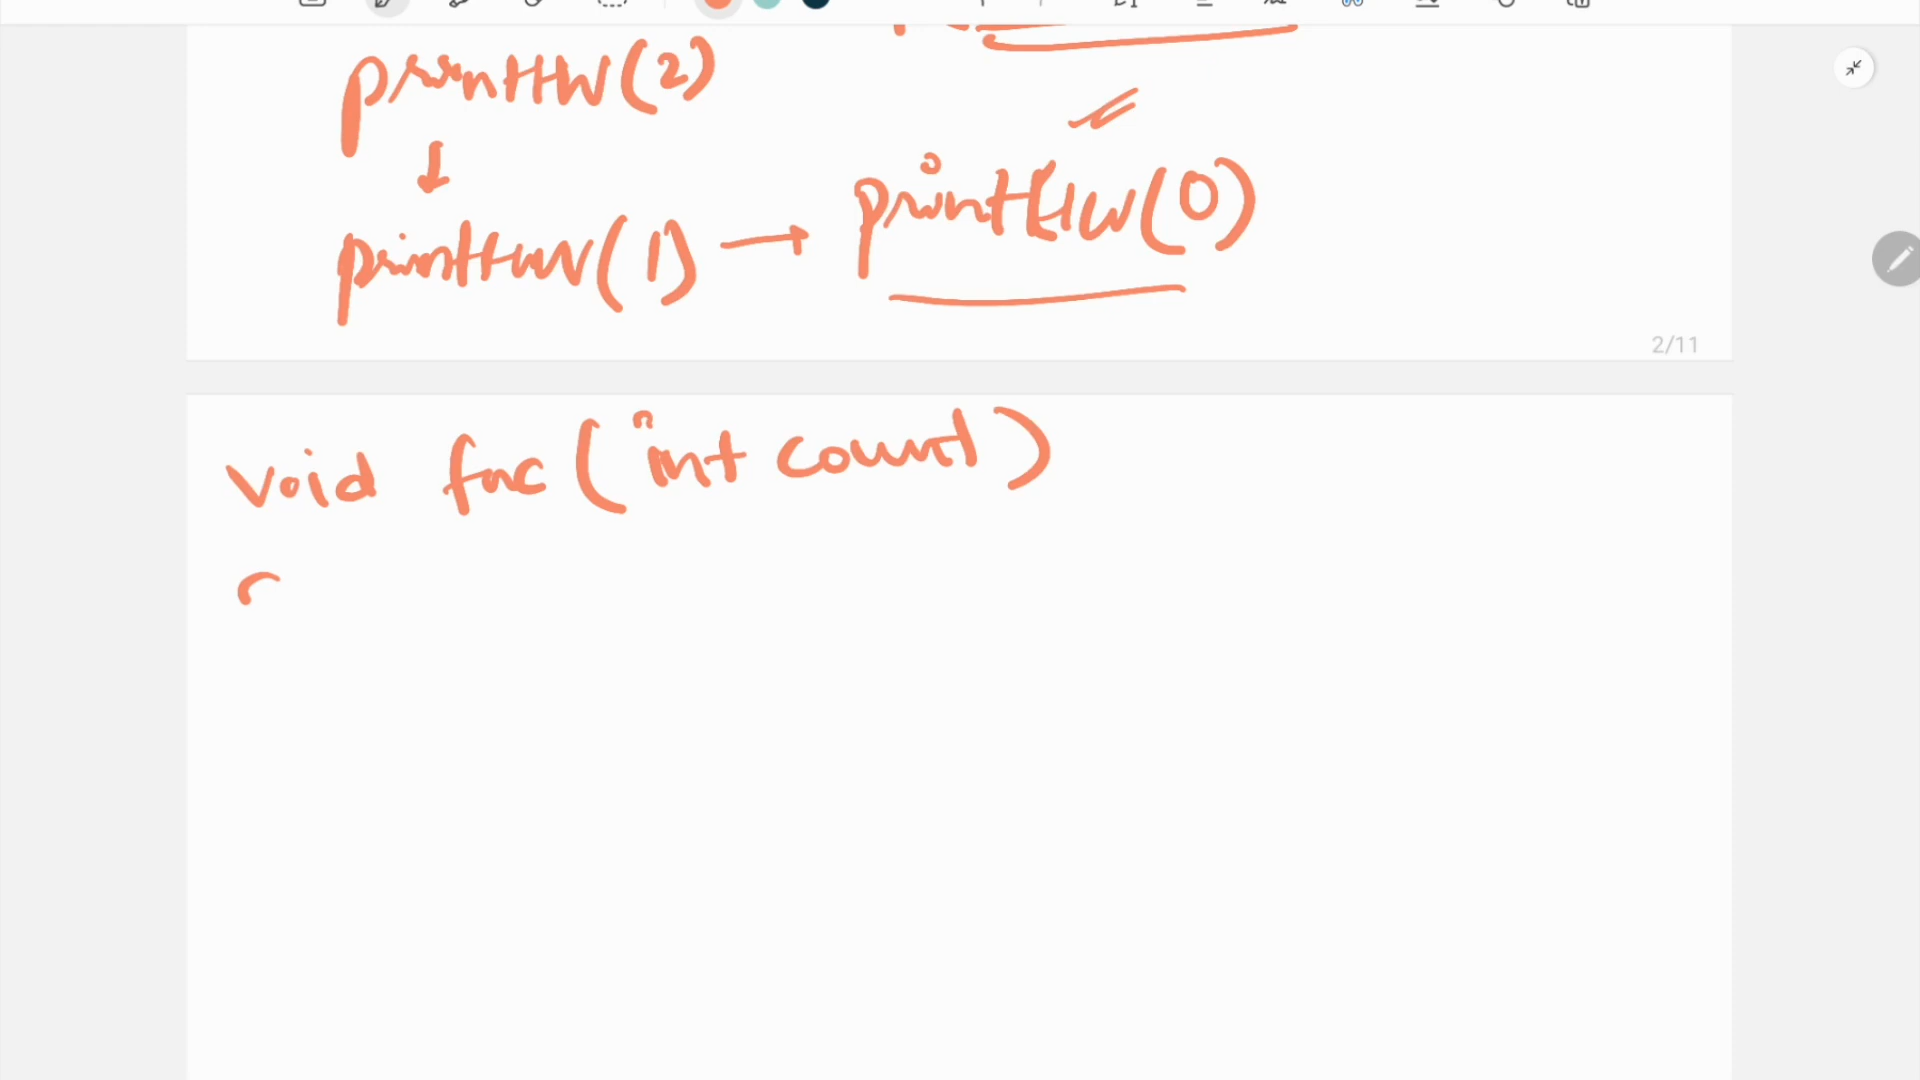 printHW(2)
↓
printHW(1) → printHW(0)
2/11
void fnc (int count)